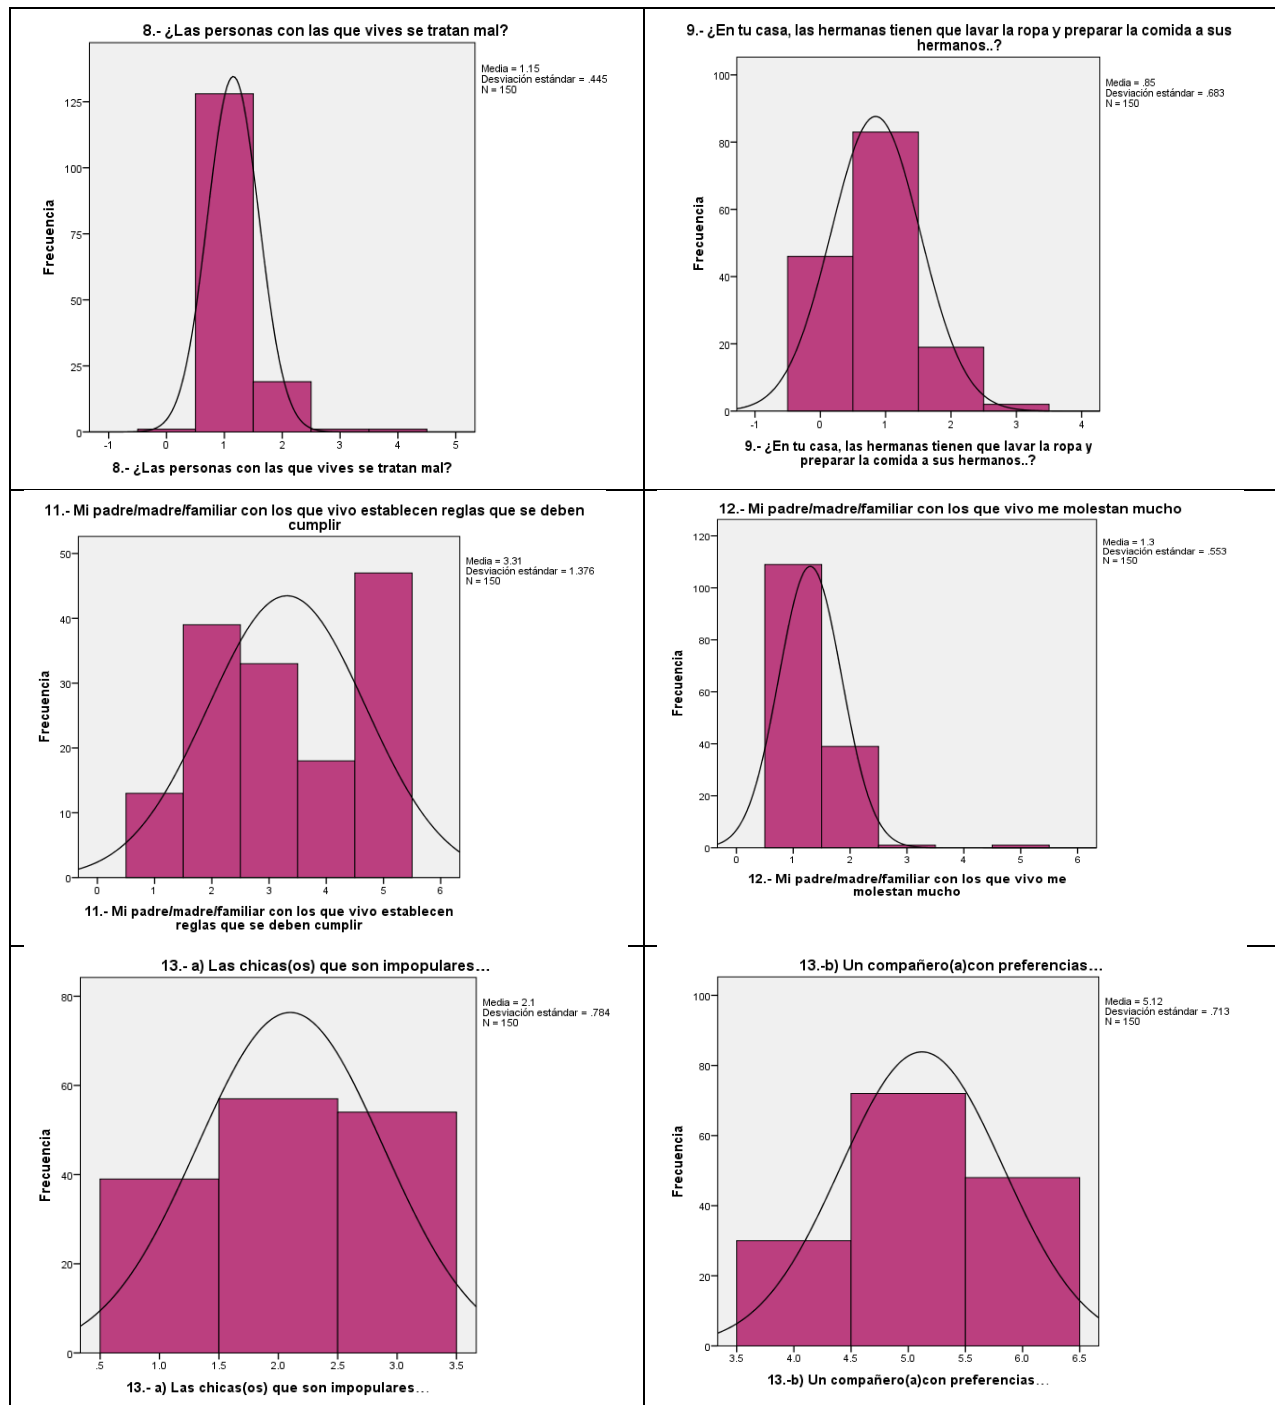 8.- ¿Las personas con las que vives se tratan mal?
Media = 1.15
Desviación estándar = .445
N = 150
Frecuencia
125
100
75
50
25
0
-1 0 1 2 3 4 5
8.- ¿Las personas con las que vives se tratan mal?
9.- ¿En tu casa, las hermanas tienen que lavar la ropa y preparar la comida a sus
hermanos..?
Media = .85
Desviación estándar = .683
N = 150
Frecuencia
100
80
60
40
20
0
-1 0 1 2 3 4
9.- ¿En tu casa, las hermanas tienen que lavar la ropa y
preparar la comida a sus hermanos..?
11.- Mi padre/madre/familiar con los que vivo establecen reglas que se deben
cumplir
Media = 3.31
Desviación estándar = 1.376
N = 150
Frecuencia
50
40
30
20
10
0
0 1 2 3 4 5 6
11.- Mi padre/madre/familiar con los que vivo establecen
reglas que se deben cumplir
12.- Mi padre/madre/familiar con los que vivo me molestan mucho
Media = 1.3
Desviación estándar = .553
N = 150
Frecuencia
120
100
80
60
40
20
0
0 1 2 3 4 5 6
12.- Mi padre/madre/familiar con los que vivo me
molestan mucho
13.- a) Las chicas(os) que son impopulares...
Media = 2.1
Desviación estándar = .784
N = 150
Frecuencia
80
60
40
20
0
.5 1.0 1.5 2.0 2.5 3.0 3.5
13.- a) Las chicas(os) que son impopulares...
13.-b) Un compañero(a)con preferencias...
Media = 5.12
Desviación estándar = .713
N = 150
Frecuencia
100
80
60
40
20
0
3.5 4.0 4.5 5.0 5.5 6.0 6.5
13.-b) Un compañero(a)con preferencias...